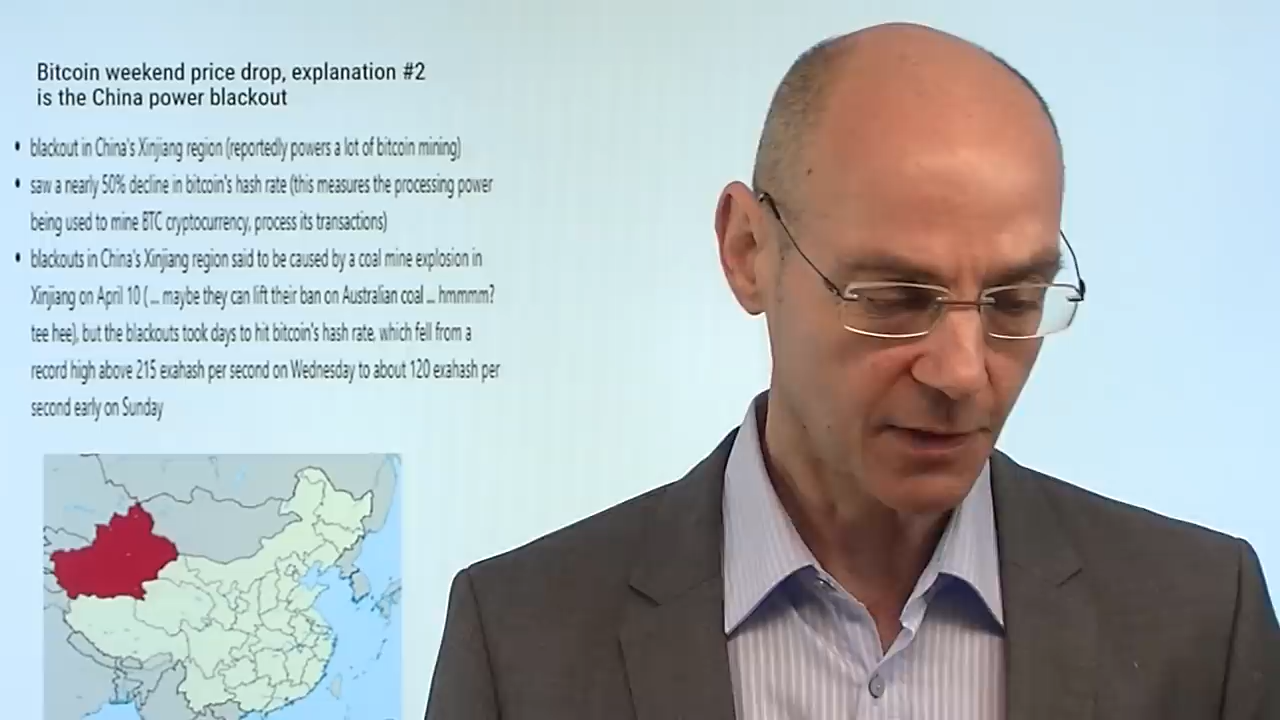 Bitcoin weekend price drop, explanation #2
is the China power blackout
• blackout in China's Xinjiang region (reportedly powers a lot of bitcoin mining)
• saw a nearly 50% decline in bitcoin's hash rate (this measures the processing power
being used to mine BTC cryptocurrency, process its transactions)
• blackouts in China's Xinjiang region said to be caused by a coal mine explosion in
Xinjiang on April 10 ( ... maybe they can lift their ban on Australian coal ... hmmmm?
tee hee), but the blackouts took days to hit bitcoin's hash rate, which fell from a
record high above 215 exahash per second on Wednesday to about 120 exahash per
second early on Sunday